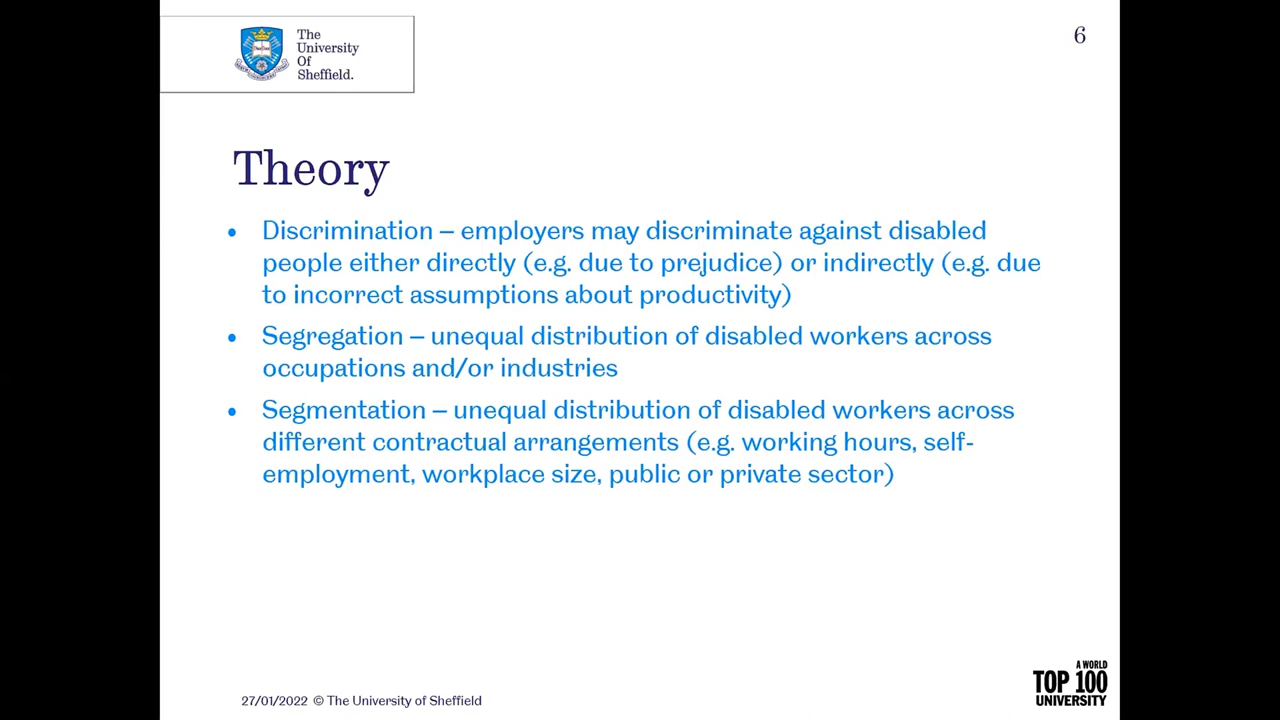 The
University
Of
Sheffield.
6
Theory
• Discrimination – employers may discriminate against disabled
people either directly (e.g. due to prejudice) or indirectly (e.g. due
to incorrect assumptions about productivity)
• Segregation – unequal distribution of disabled workers across
occupations and/or industries
• Segmentation – unequal distribution of disabled workers across
different contractual arrangements (e.g. working hours, self-
employment, workplace size, public or private sector)
27/01/2022 © The University of Sheffield
A WORLD
TOP 100
UNIVERSITY